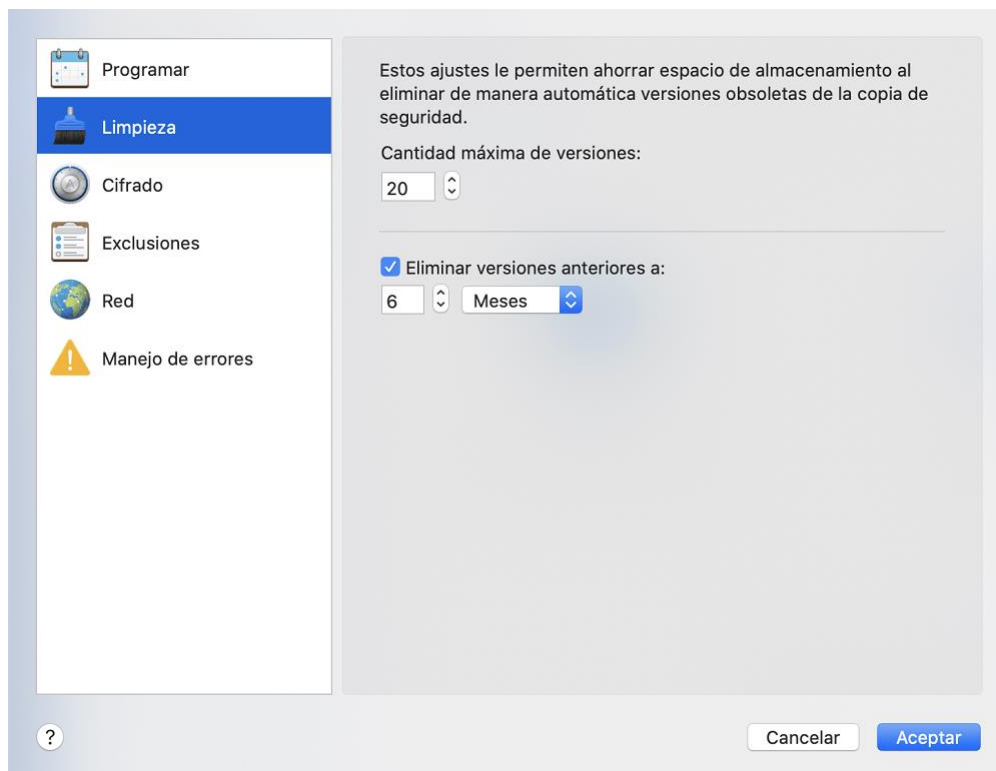 Programar
Limpieza
Cifrado
Exclusiones
Red
Manejo de errores
Estos ajustes le permiten ahorrar espacio de almacenamiento al
eliminar de manera automática versiones obsoletas de la copia de
seguridad.
Cantidad máxima de versiones:
20
Eliminar versiones anteriores a:
6 Meses
?
Cancelar Aceptar